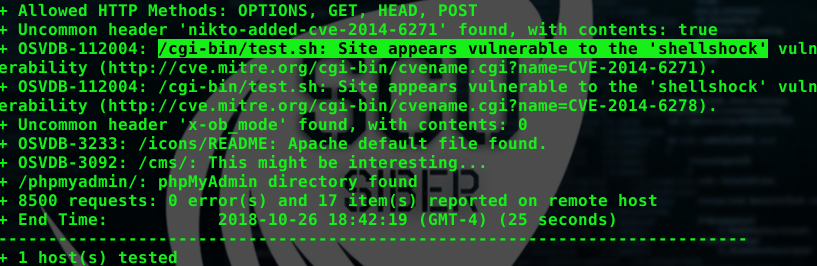 + Allowed HTTP Methods: OPTIONS, GET, HEAD, POST
+ Uncommon header 'nikto-added-cve-2014-6271' found, with contents: true
+ OSVDB-112004: /cgi-bin/test.sh: Site appears vulnerable to the 'shellshock' vuln
erability (http://cve.mitre.org/cgi-bin/cvename.cgi?name=CVE-2014-6271).
+ OSVDB-112004: /cgi-bin/test.sh: Site appears vulnerable to the 'shellshock' vuln
erability (http://cve.mitre.org/cgi-bin/cvename.cgi?name=CVE-2014-6278).
+ Uncommon header 'x-ob_mode' found, with contents: 0
+ OSVDB-3233: /icons/README: Apache default file found.
+ OSVDB-3092: /cms/: This might be interesting...
+ /phpmyadmin/: phpMyAdmin directory found
SIBER
+ 8500 requests: 0 error(s) and 17 item(s) reported on remote host
+ End Time:           2018-10-26 18:42:19 (GMT-4) (25 seconds)
---------------------------------------------------------------------------
+ 1 host(s) tested